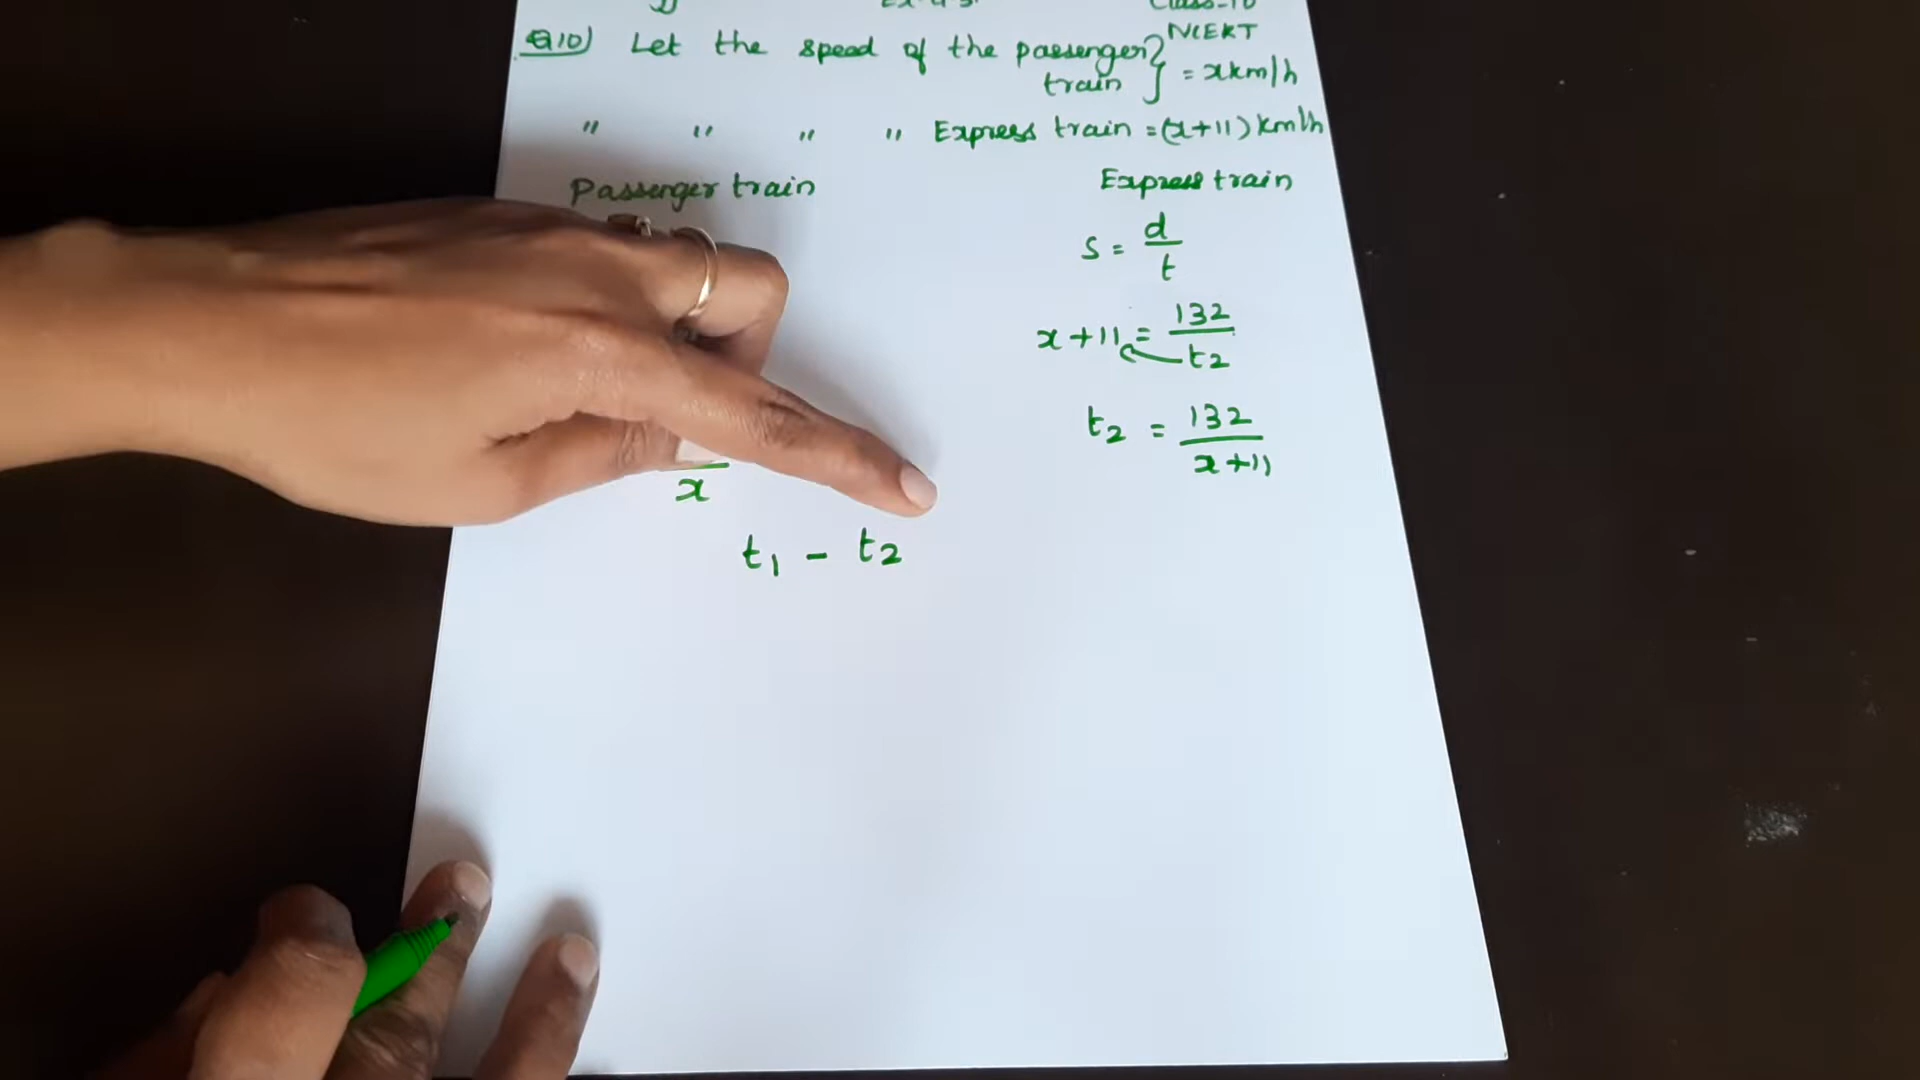 Class-10
NCERT
Q10) Let the speed of the passenger train } = x km/h
" " " " Express train = (x+11) km/h
Passenger train
x
Express train
s = d/t
x+11 = 132/t2
t2 = 132/x+11
t1 - t2